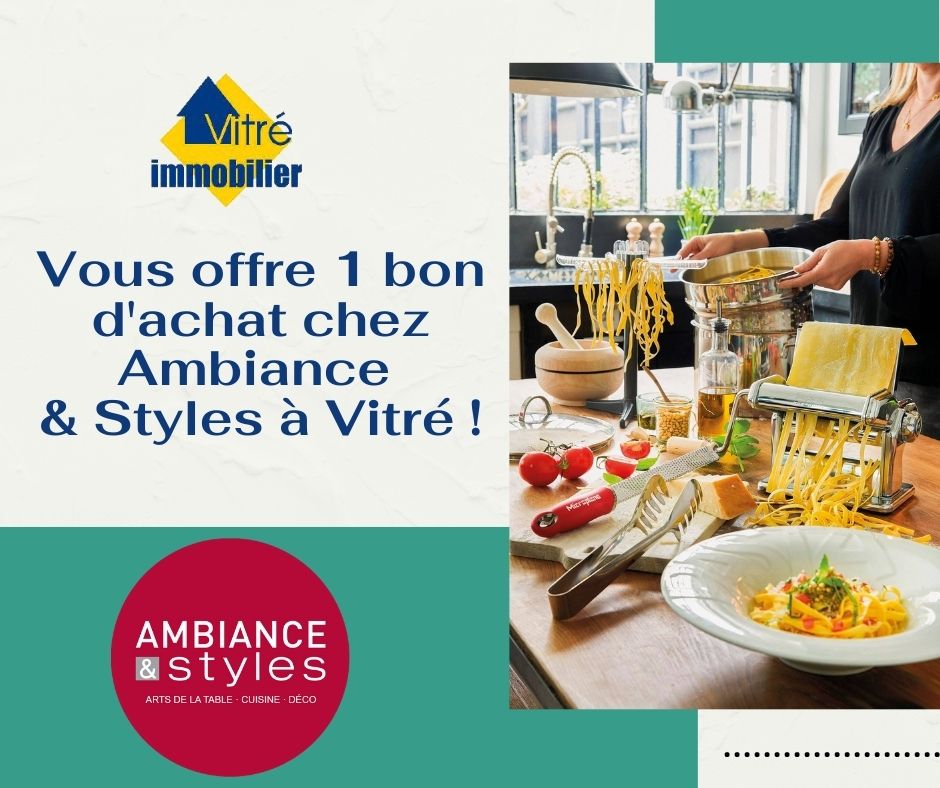 Vitré
immobilier
Vous offre 1 bon
d'achat chez
Ambiance
& Styles à Vitré !
AMBIANCE
& styles
ARTS DE LA TABLE · CUISINE · DÉCO
Microplane